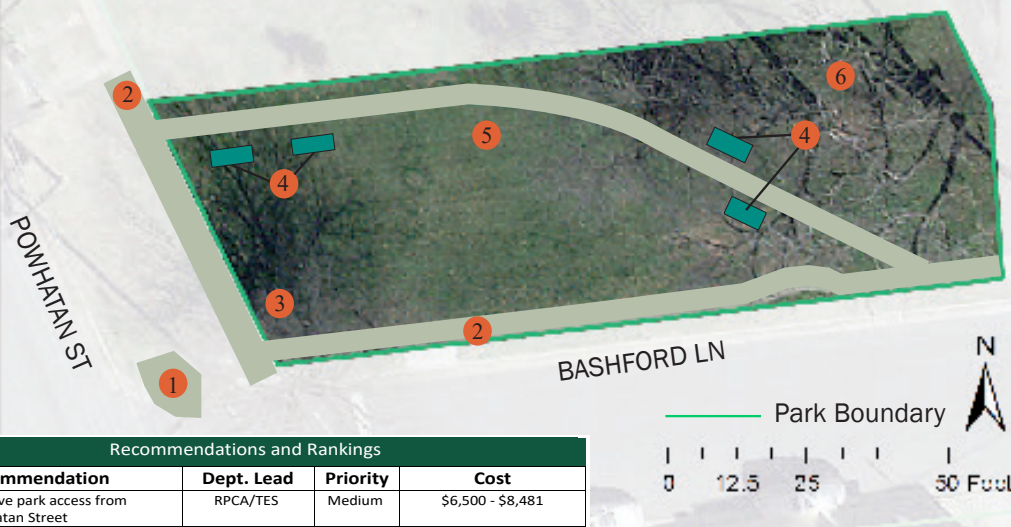 2
6
5
4
4
3
2
1
POWHATAN ST
BASHFORD LN
N
Park Boundary
0 12.5 25 50 Feet
Recommendations and Rankings
mmendation Dept. Lead Priority Cost
ve park access from RPCA/TES Medium $6,500 - $8,481
atan Street